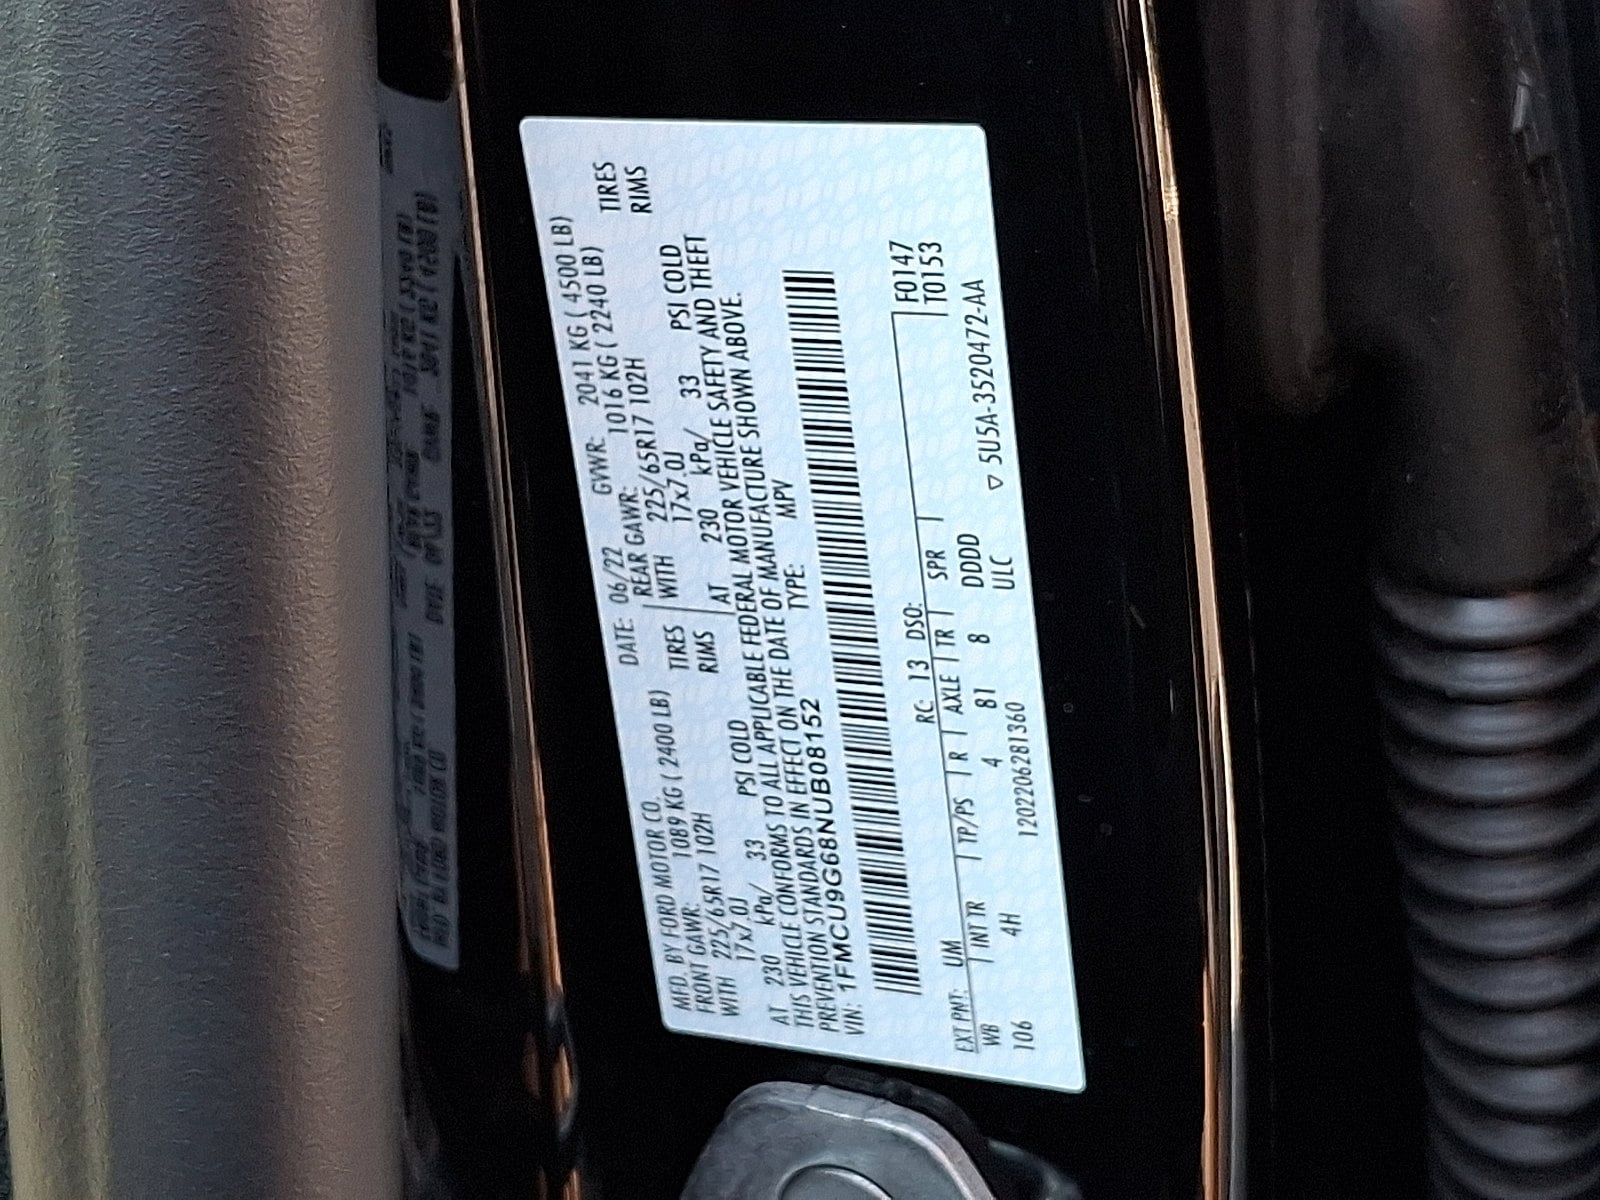 MFD. BY FORD MOTOR CO.
DATE: 06/22 GVWR: 2041 KG ( 4500 LB)
FRONT GAWR: 1089 KG ( 2400 LB) REAR GAWR: 1016 KG ( 2240 LB)
WITH 225/65R17 102H TIRES WITH 225/65R17 102H TIRES
17x7.0J RIMS 17x7.0J RIMS
AT 230 kPa/ 33 PSI COLD AT 230 kPa/ 33 PSI COLD
THIS VEHICLE CONFORMS TO ALL APPLICABLE FEDERAL MOTOR VEHICLE SAFETY AND THEFT
PREVENTION STANDARDS IN EFFECT ON THE DATE OF MANUFACTURE SHOWN ABOVE.
VIN: 1FMCU9G68NUB08152 TYPE: MPV
F0147
T0153
EXT PNT: UM RC: 13 DSO:
WB INT TR TP/PS R AXLE TR SPR
106 4H 4 81 8 DDDD
1202206281360 ULC ▽ 5U5A-3520472-AA